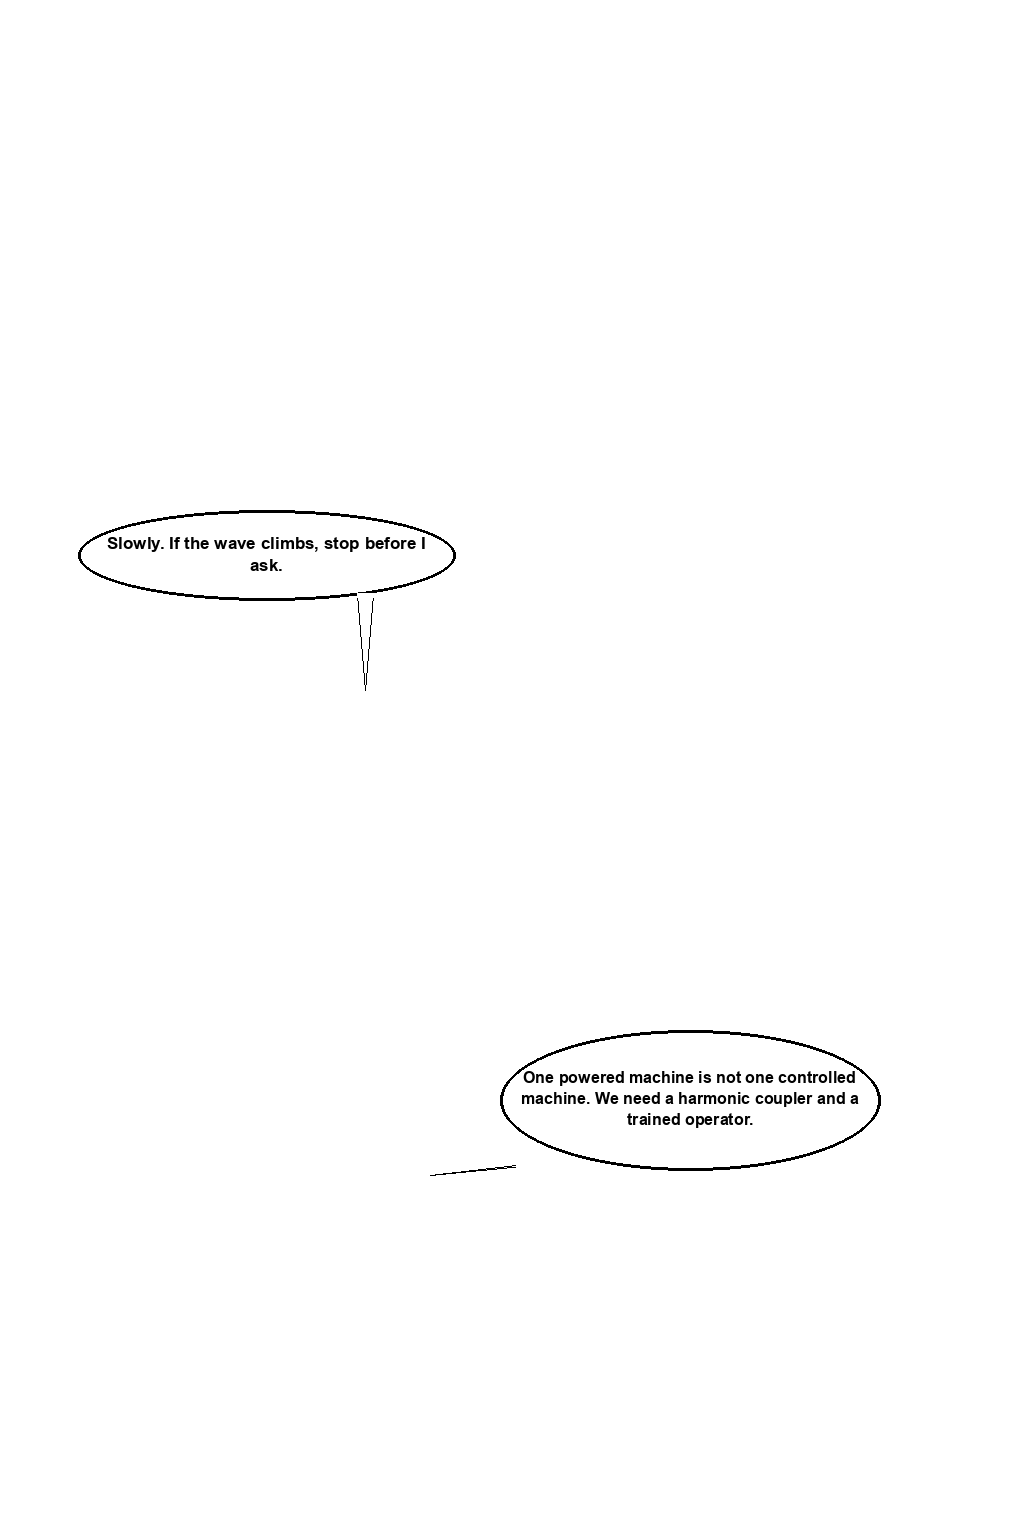 Slowly. If the wave climbs, stop before I
ask.
One powered machine is not one controlled
machine. We need a harmonic coupler and a
trained operator.